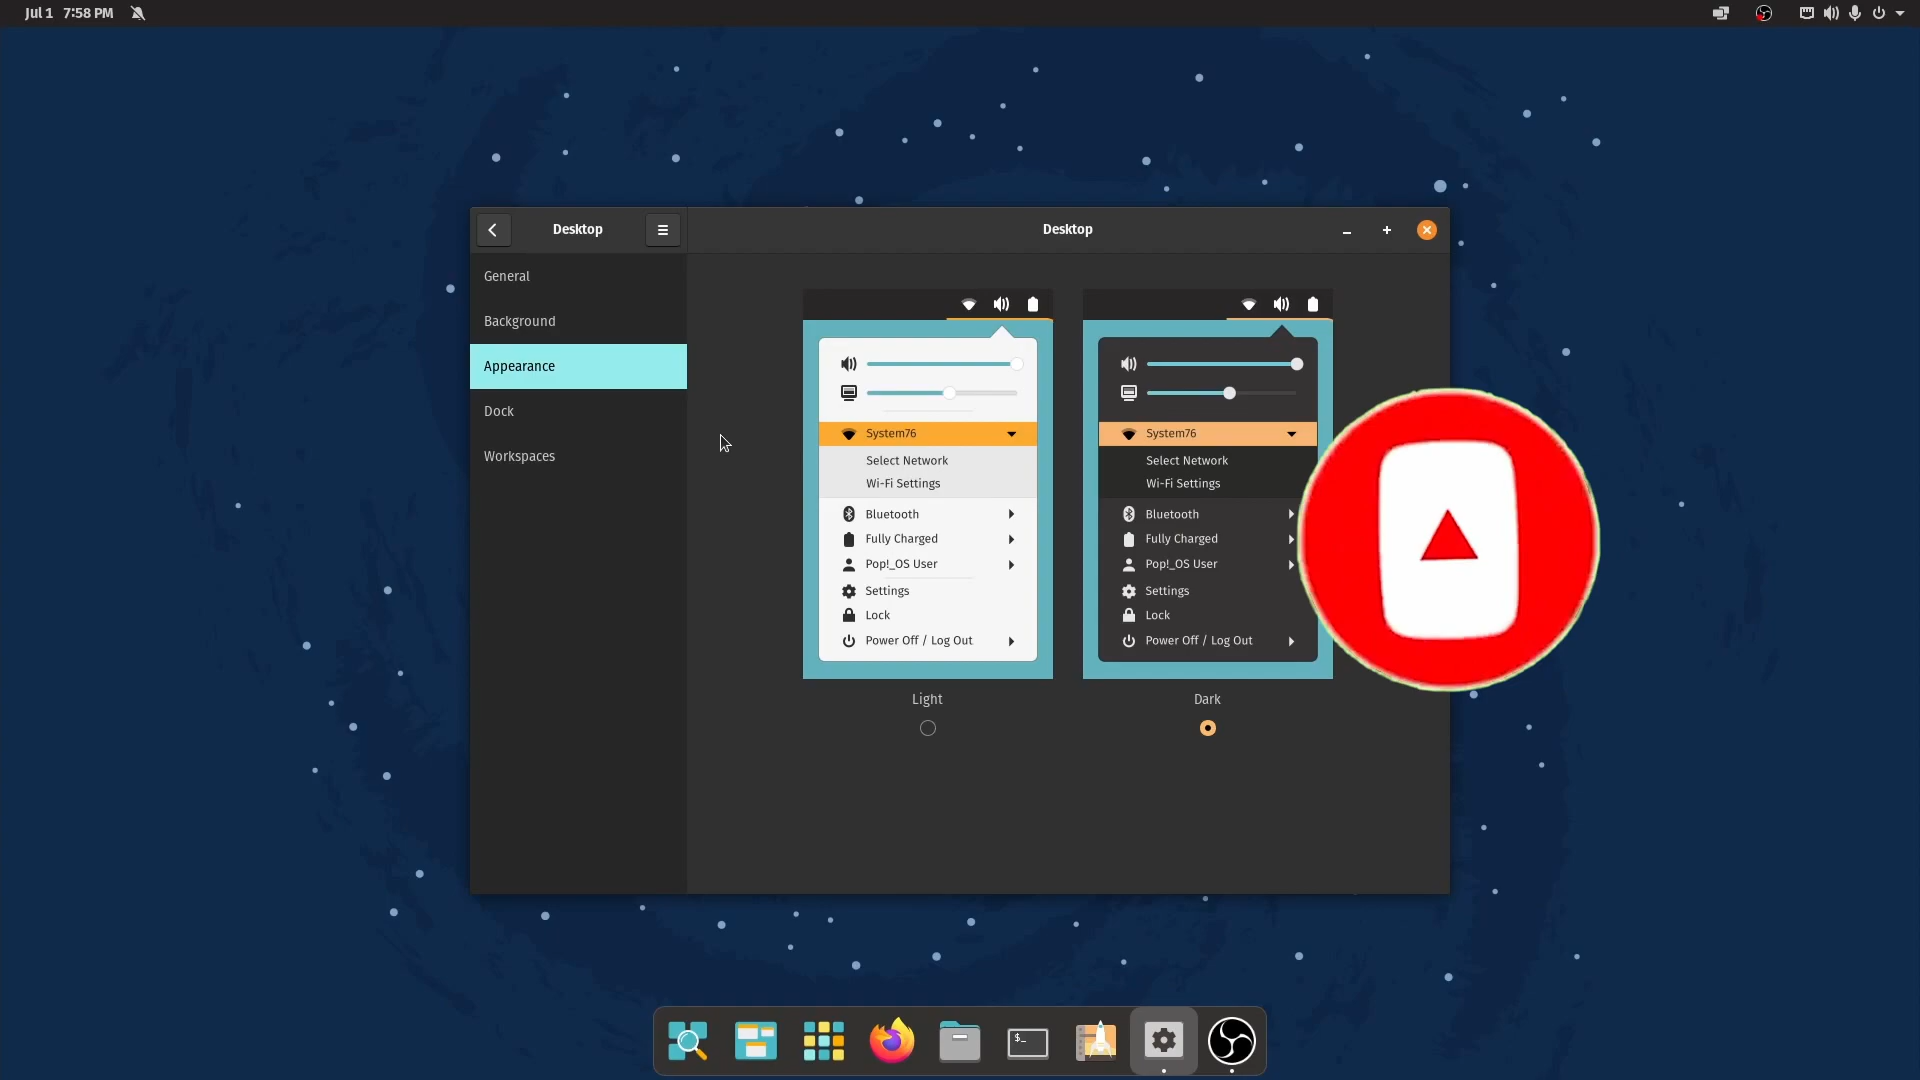 Jul 1 7:58 PM
Desktop
Desktop
General
Background
Appearance
Dock
Workspaces
System76
Select Network
Wi-Fi Settings
Bluetooth
Fully Charged
Pop!_OS User
Settings
Lock
Power Off / Log Out
Light
System76
Select Network
Wi-Fi Settings
Bluetooth
Fully Charged
Pop!_OS User
Settings
Lock
Power Off / Log Out
Dark
$_